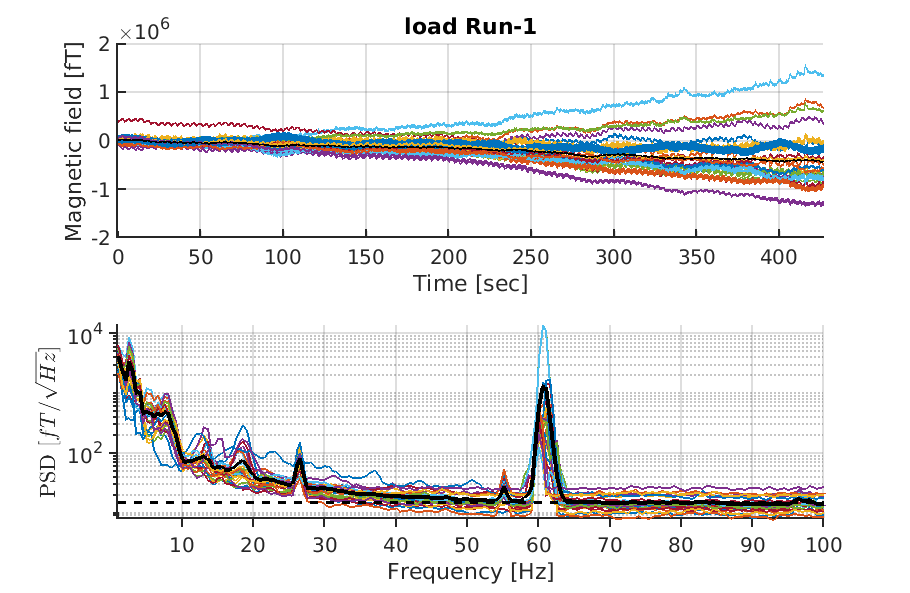 load Run-1
×10^6
Magnetic field [fT]
2
1
0
-1
-2
0 50 100 150 200 250 300 350 400
Time [sec]
PSD [fT/√Hz]
10^4
10^2
10 20 30 40 50 60 70 80 90 100
Frequency [Hz]